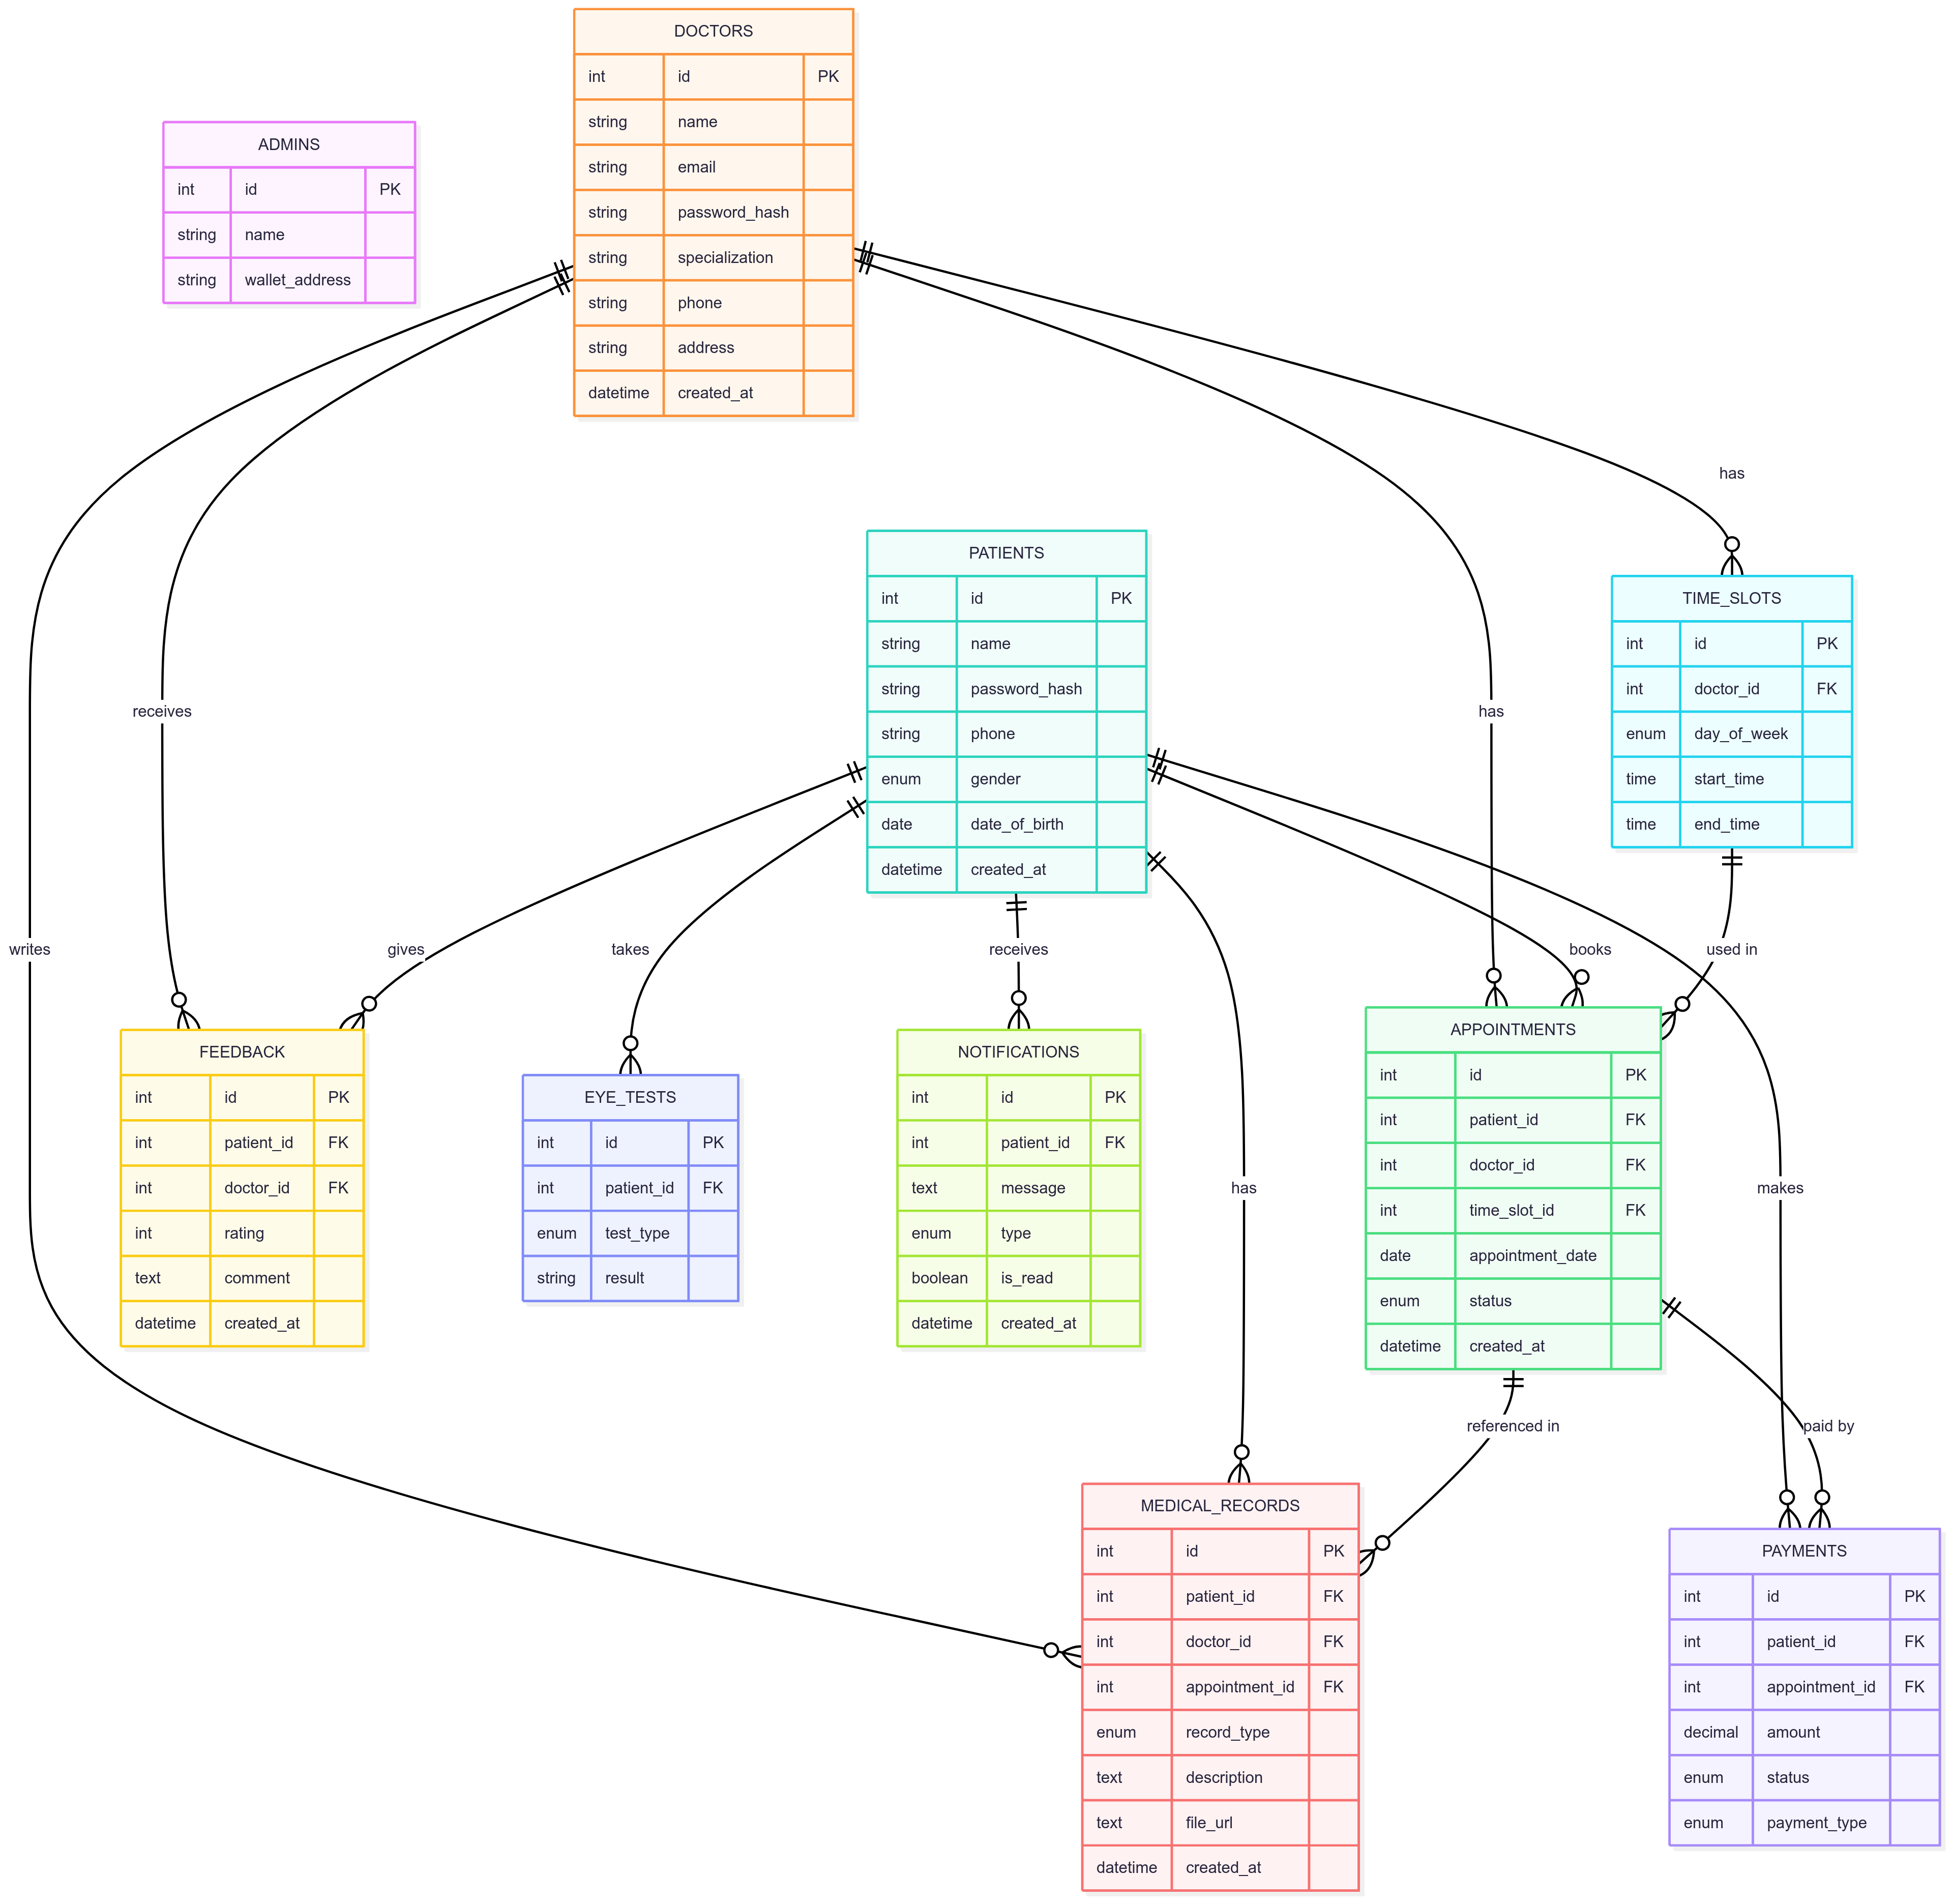 DOCTORS
int id PK
string name
string email
string password_hash
string specialization
string phone
string address
datetime created_at
ADMINS
int id PK
string name
string wallet_address
has
PATIENTS
int id PK
string name
string password_hash
string phone
enum gender
date date_of_birth
datetime created_at
TIME_SLOTS
int id PK
int doctor_id FK
enum day_of_week
time start_time
time end_time
receives
has
writes
gives
takes
receives
books
used in
FEEDBACK
int id PK
int patient_id FK
int doctor_id FK
int rating
text comment
datetime created_at
EYE_TESTS
int id PK
int patient_id FK
enum test_type
string result
NOTIFICATIONS
int id PK
int patient_id FK
text message
enum type
boolean is_read
datetime created_at
has
APPOINTMENTS
int id PK
int patient_id FK
int doctor_id FK
int time_slot_id FK
date appointment_date
enum status
datetime created_at
makes
referenced in
paid by
MEDICAL_RECORDS
int id PK
int patient_id FK
int doctor_id FK
int appointment_id FK
enum record_type
text description
text file_url
datetime created_at
PAYMENTS
int id PK
int patient_id FK
int appointment_id FK
decimal amount
enum status
enum payment_type